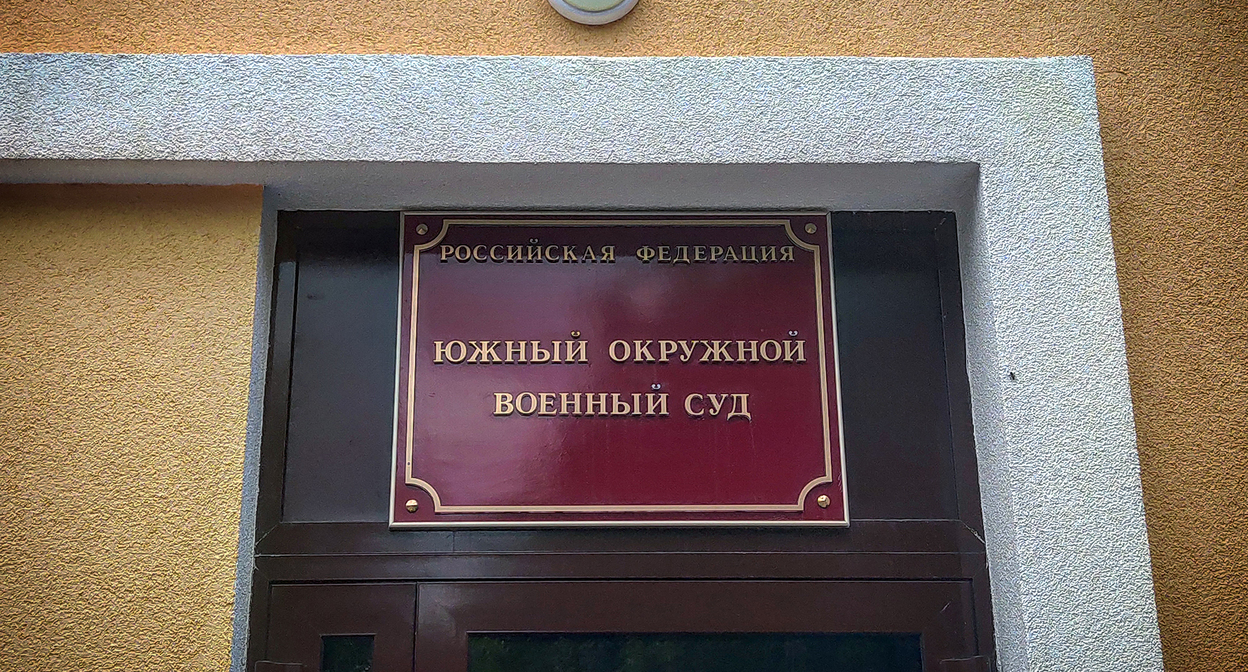 РОССИЙСКАЯ ФЕДЕРАЦИЯ
ЮЖНЫЙ ОКРУЖНОЙ
ВОЕННЫЙ СУД